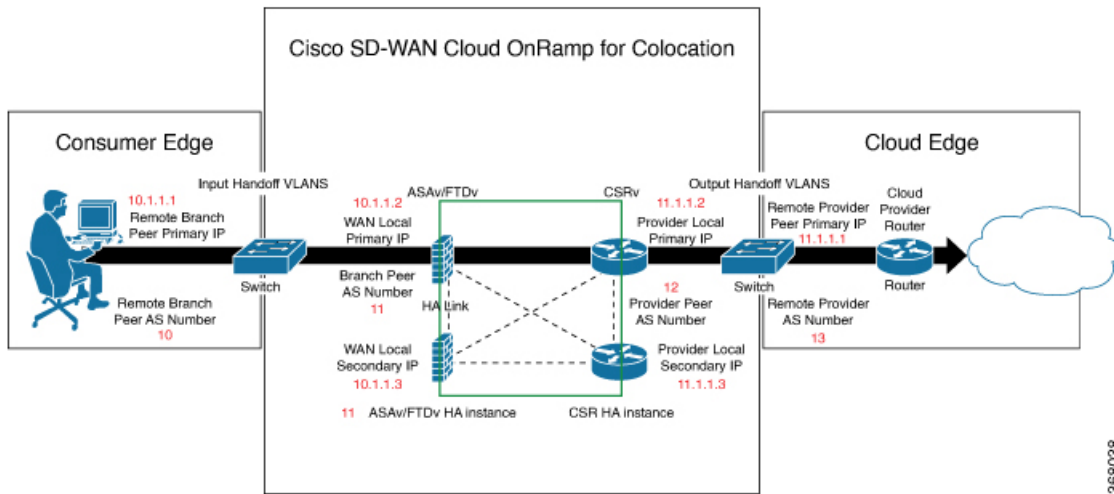 Cisco SD-WAN Cloud OnRamp for Colocation
Consumer Edge
Cloud Edge
10.1.1.1
Remote Branch
Peer Primary IP
Input Handoff VLANS
10.1.1.2
WAN Local
Primary IP
ASAv/FTDv
CSRv
11.1.1.2
Provider Local
Primary IP
Output Handoff VLANS
Remote Provider
Peer Primary IP
11.1.1.1
Cloud
Provider
Router
Remote Branch
Peer AS Number
10
Switch
Branch Peer
AS Number
11
HA Link
12
Provider Peer
AS Number
Switch
Remote Provider
AS Number
13
Router
WAN Local
Secondary IP
10.1.1.3
Provider Local
Secondary IP
11.1.1.3
11
ASAv/FTDv HA instance
CSR HA instance
368038